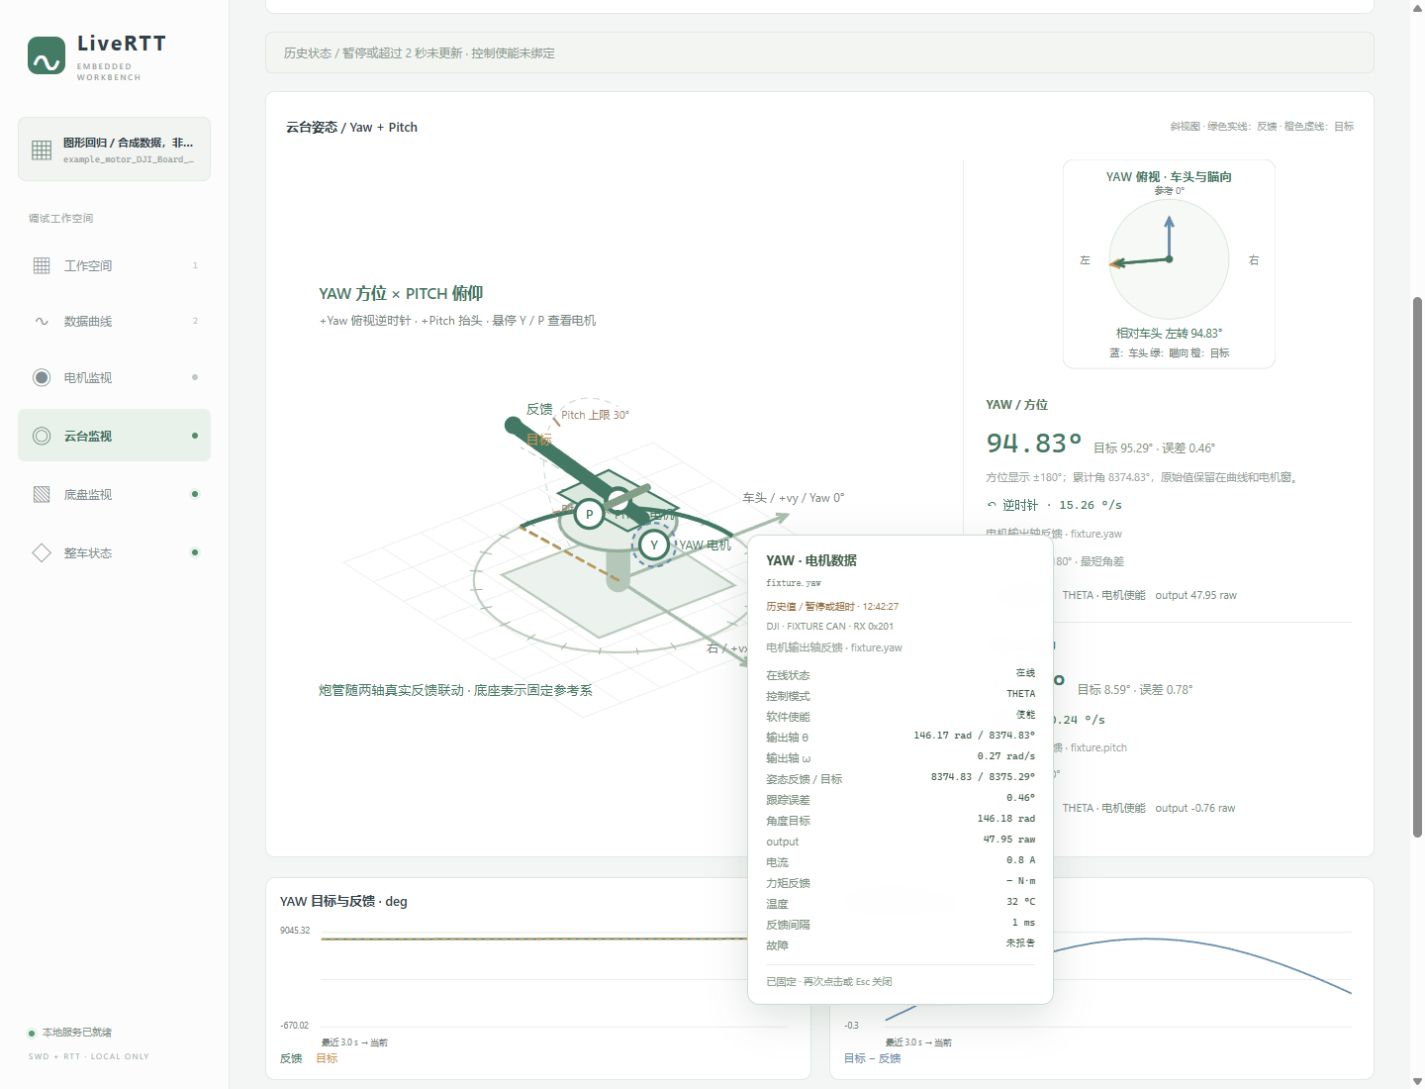 LiveRTT
EMBEDDED
WORKBENCH
图形回归 / 合成数据，非...
example_motor_DJI_Board_...
调试工作空间
工作空间 1
数据曲线 2
电机监视
云台监视
底盘监视
整车状态
本地服务已就绪
SWD + RTT · LOCAL ONLY
历史状态 / 暂停或超过 2 秒未更新 · 控制使能未绑定
云台姿态 / Yaw + Pitch
斜视图 · 绿色实线：反馈 · 橙色虚线：目标
YAW 方位 × PITCH 俯仰
+Yaw 俯视逆时针 · +Pitch 抬头 · 悬停 Y / P 查看电机
反馈
Pitch 上限 30°
目标
P
Y
YAW 电机
车头 / +vy / Yaw 0°
右 / +vx
炮管随两轴真实反馈联动 · 底座表示固定参考系
YAW 俯视 · 车头与瞄向
参考 0°
左
右
相对车头 左转 94.83°
蓝：车头 绿：瞄向 橙：目标
YAW / 方位
94.83° 目标 95.29° · 误差 0.46°
方位显示 ±180°；累计角 8374.83°，原始值保留在曲线和电机窗。
↶ 逆时针 · 15.26 °/s
电机输出轴反馈 · fixture.yaw
80° · 最短角差
THETA · 电机使能 output 47.95 raw
目标 8.59° · 误差 0.78°
0.24 °/s
馈 · fixture.pitch
THETA · 电机使能 output -0.76 raw
YAW · 电机数据
fixture.yaw
历史值 / 暂停或超时 · 12:42:27
DJI · FIXTURE CAN · RX 0x201
电机输出轴反馈 · fixture.yaw
在线状态 在线
控制模式 THETA
软件使能 使能
输出轴 θ 146.17 rad / 8374.83°
输出轴 ω 0.27 rad/s
姿态反馈 / 目标 8374.83 / 8375.29°
跟踪误差 0.46°
角度目标 146.18 rad
output 47.95 raw
电流 0.8 A
力矩反馈 — N·m
温度 32 °C
反馈间隔 1 ms
故障 未报告
已固定 · 再次点击或 Esc 关闭
YAW 目标与反馈 · deg
9045.32
-670.02
最近 3.0 s → 当前
反馈 目标
-0.3
最近 3.0 s → 当前
目标 − 反馈